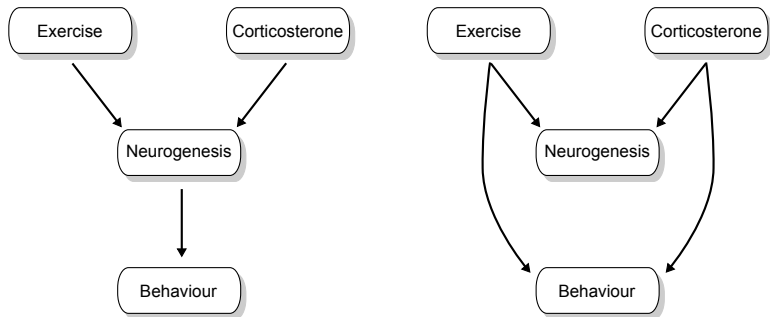 Exercise
Corticosterone
Neurogenesis
Behaviour
Exercise
Corticosterone
Neurogenesis
Behaviour